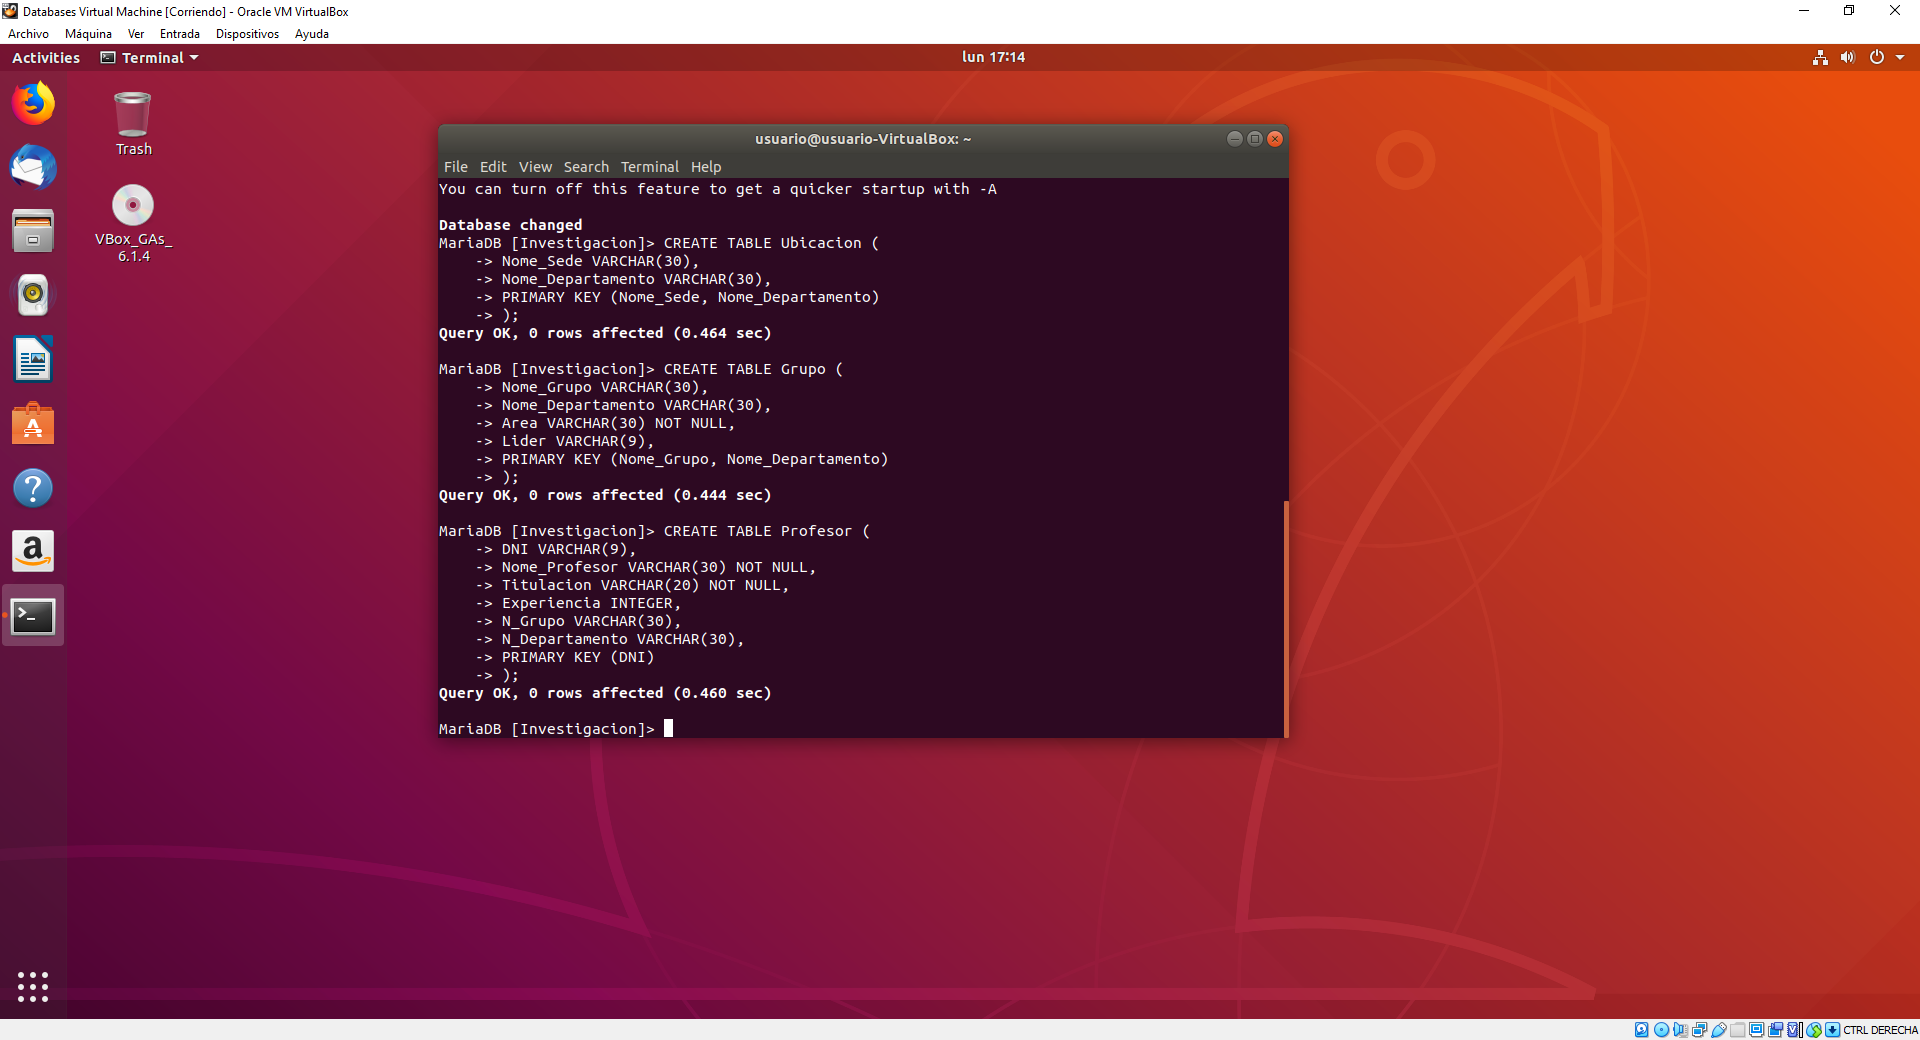 Databases Virtual Machine [Corriendo] - Oracle VM VirtualBox
Archivo Máquina Ver Entrada Dispositivos Ayuda
Activities Terminal lun 17:14
Trash
VBox_GAs_
6.1.4
usuario@usuario-VirtualBox: ~
File Edit View Search Terminal Help
You can turn off this feature to get a quicker startup with -A
Database changed
MariaDB [Investigacion]> CREATE TABLE Ubicacion (
-> Nome_Sede VARCHAR(30),
-> Nome_Departamento VARCHAR(30),
-> PRIMARY KEY (Nome_Sede, Nome_Departamento)
-> );
Query OK, 0 rows affected (0.464 sec)
MariaDB [Investigacion]> CREATE TABLE Grupo (
-> Nome_Grupo VARCHAR(30),
-> Nome_Departamento VARCHAR(30),
-> Area VARCHAR(30) NOT NULL,
-> Lider VARCHAR(9),
-> PRIMARY KEY (Nome_Grupo, Nome_Departamento)
-> );
Query OK, 0 rows affected (0.444 sec)
MariaDB [Investigacion]> CREATE TABLE Profesor (
-> DNI VARCHAR(9),
-> Nome_Profesor VARCHAR(30) NOT NULL,
-> Titulacion VARCHAR(20) NOT NULL,
-> Experiencia INTEGER,
-> N_Grupo VARCHAR(30),
-> N_Departamento VARCHAR(30),
-> PRIMARY KEY (DNI)
-> );
Query OK, 0 rows affected (0.460 sec)
MariaDB [Investigacion]>
CTRL DERECHA